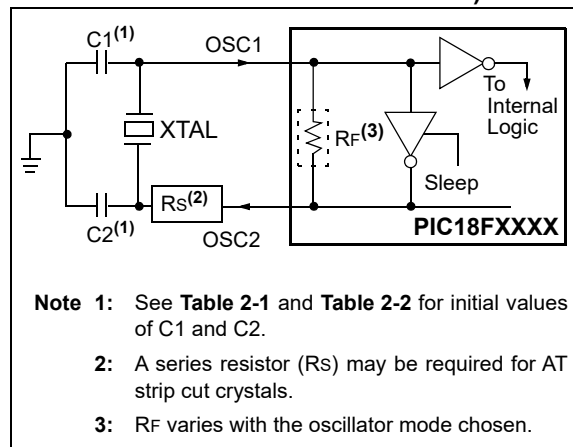 C1(1)
OSC1
To
Internal
Logic
XTAL
RF(3)
Sleep
RS(2)
C2(1)
OSC2
PIC18FXXXX
Note 1: See Table 2-1 and Table 2-2 for initial values
of C1 and C2.
2: A series resistor (RS) may be required for AT
strip cut crystals.
3: RF varies with the oscillator mode chosen.